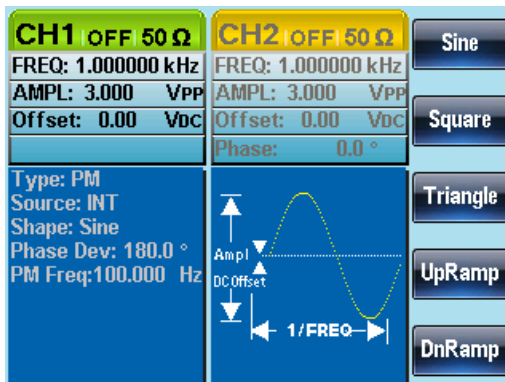 CH1 OFF 50 Ω
FREQ: 1.000000 kHz
AMPL: 3.000 VPP
Offset: 0.00 VDC
CH2 OFF 50 Ω
FREQ: 1.000000 kHz
AMPL: 3.000 VPP
Offset: 0.00 VDC
Phase: 0.0 °
Type: PM
Source: INT
Shape: Sine
Phase Dev: 180.0 °
PM Freq:100.000 Hz
Ampl
DC Offset
1/FREQ
Sine
Square
Triangle
UpRamp
DnRamp